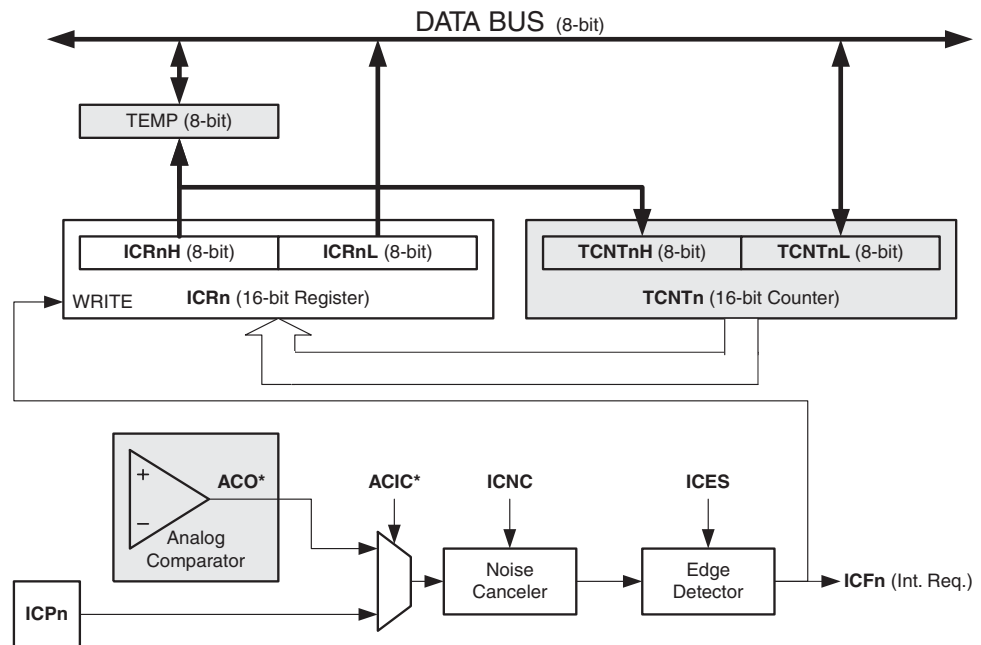 DATA BUS (8-bit)
TEMP (8-bit)
ICRnH (8-bit) ICRnL (8-bit)
WRITE ICRn (16-bit Register)
TCNTnH (8-bit) TCNTnL (8-bit)
TCNTn (16-bit Counter)
+
−
ACO*
Analog
Comparator
ICPn
ACIC*
ICNC
Noise
Canceler
ICES
Edge
Detector
ICFn (Int. Req.)